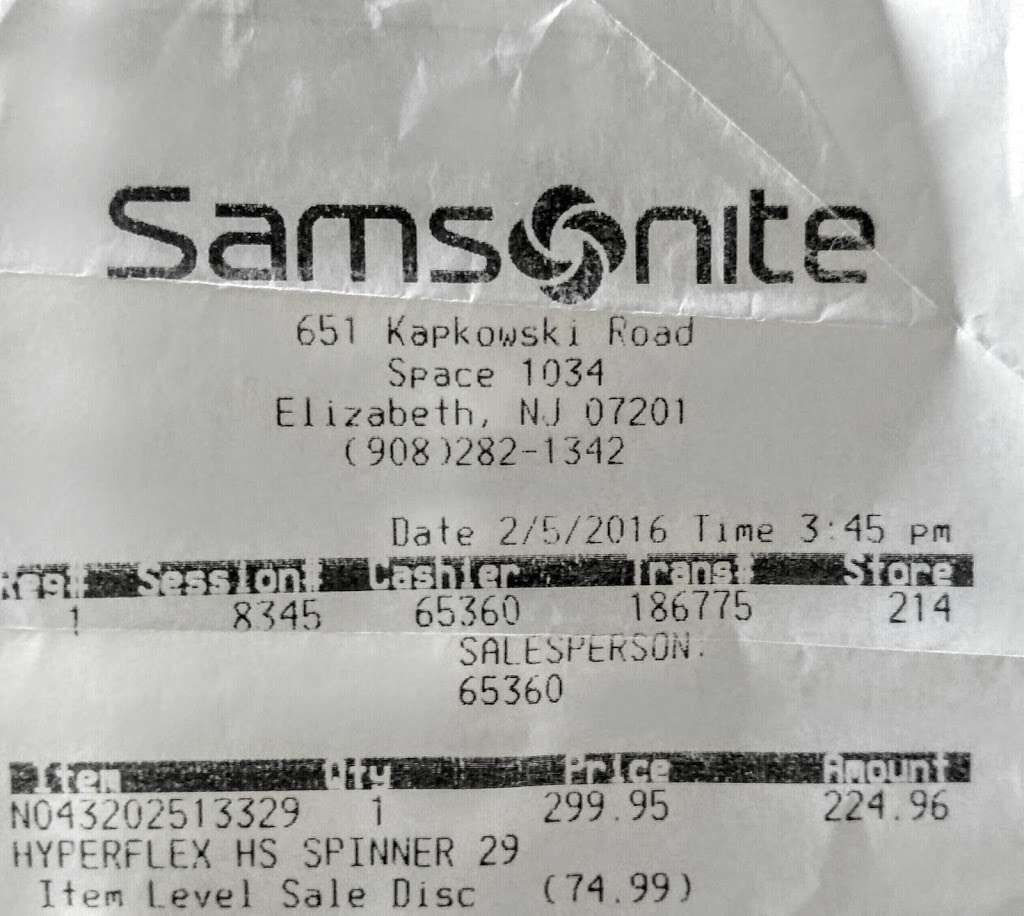 Samsonite
651 Kapkowski Road
Space 1034
Elizabeth, NJ 07201
(908)282-1342
Date 2/5/2016 Time 3:45 pm
Reg# Session# Cashier Trans# Store
1 8345 65360 186775 214
SALESPERSON:
65360
Item Qty Price Amount
N043202513329 1 299.95 224.96
HYPERFLEX HS SPINNER 29
Item Level Sale Disc (74.99)